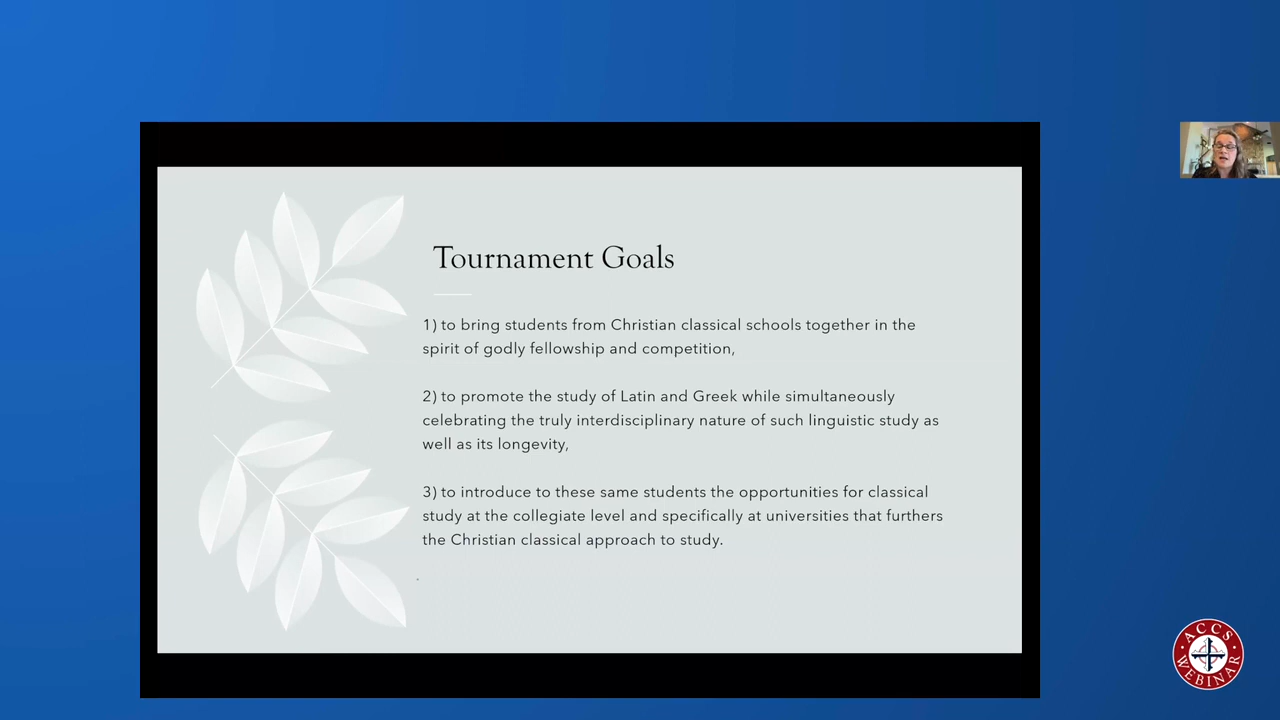 Tournament Goals
1) to bring students from Christian classical schools together in the
spirit of godly fellowship and competition,
2) to promote the study of Latin and Greek while simultaneously
celebrating the truly interdisciplinary nature of such linguistic study as
well as its longevity,
3) to introduce to these same students the opportunities for classical
study at the collegiate level and specifically at universities that furthers
the Christian classical approach to study.
ACCS
WEBINAR